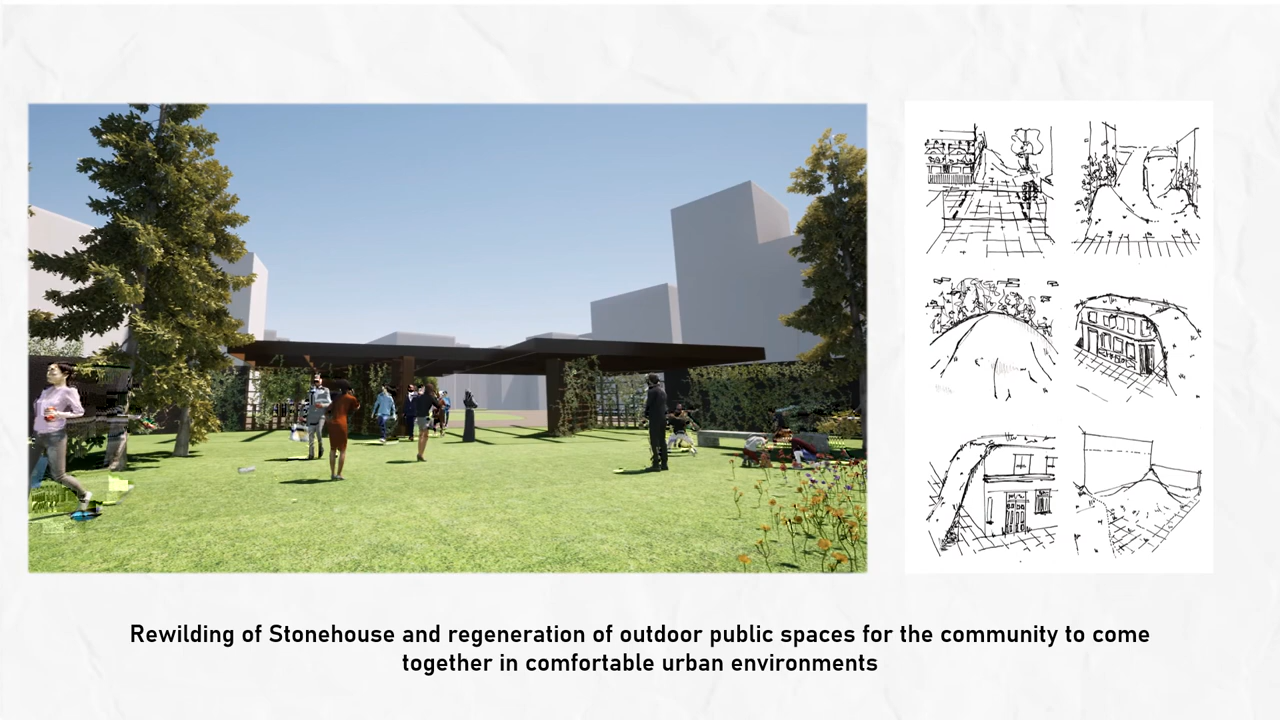 Rewilding of Stonehouse and regeneration of outdoor public spaces for the community to come
together in comfortable urban environments